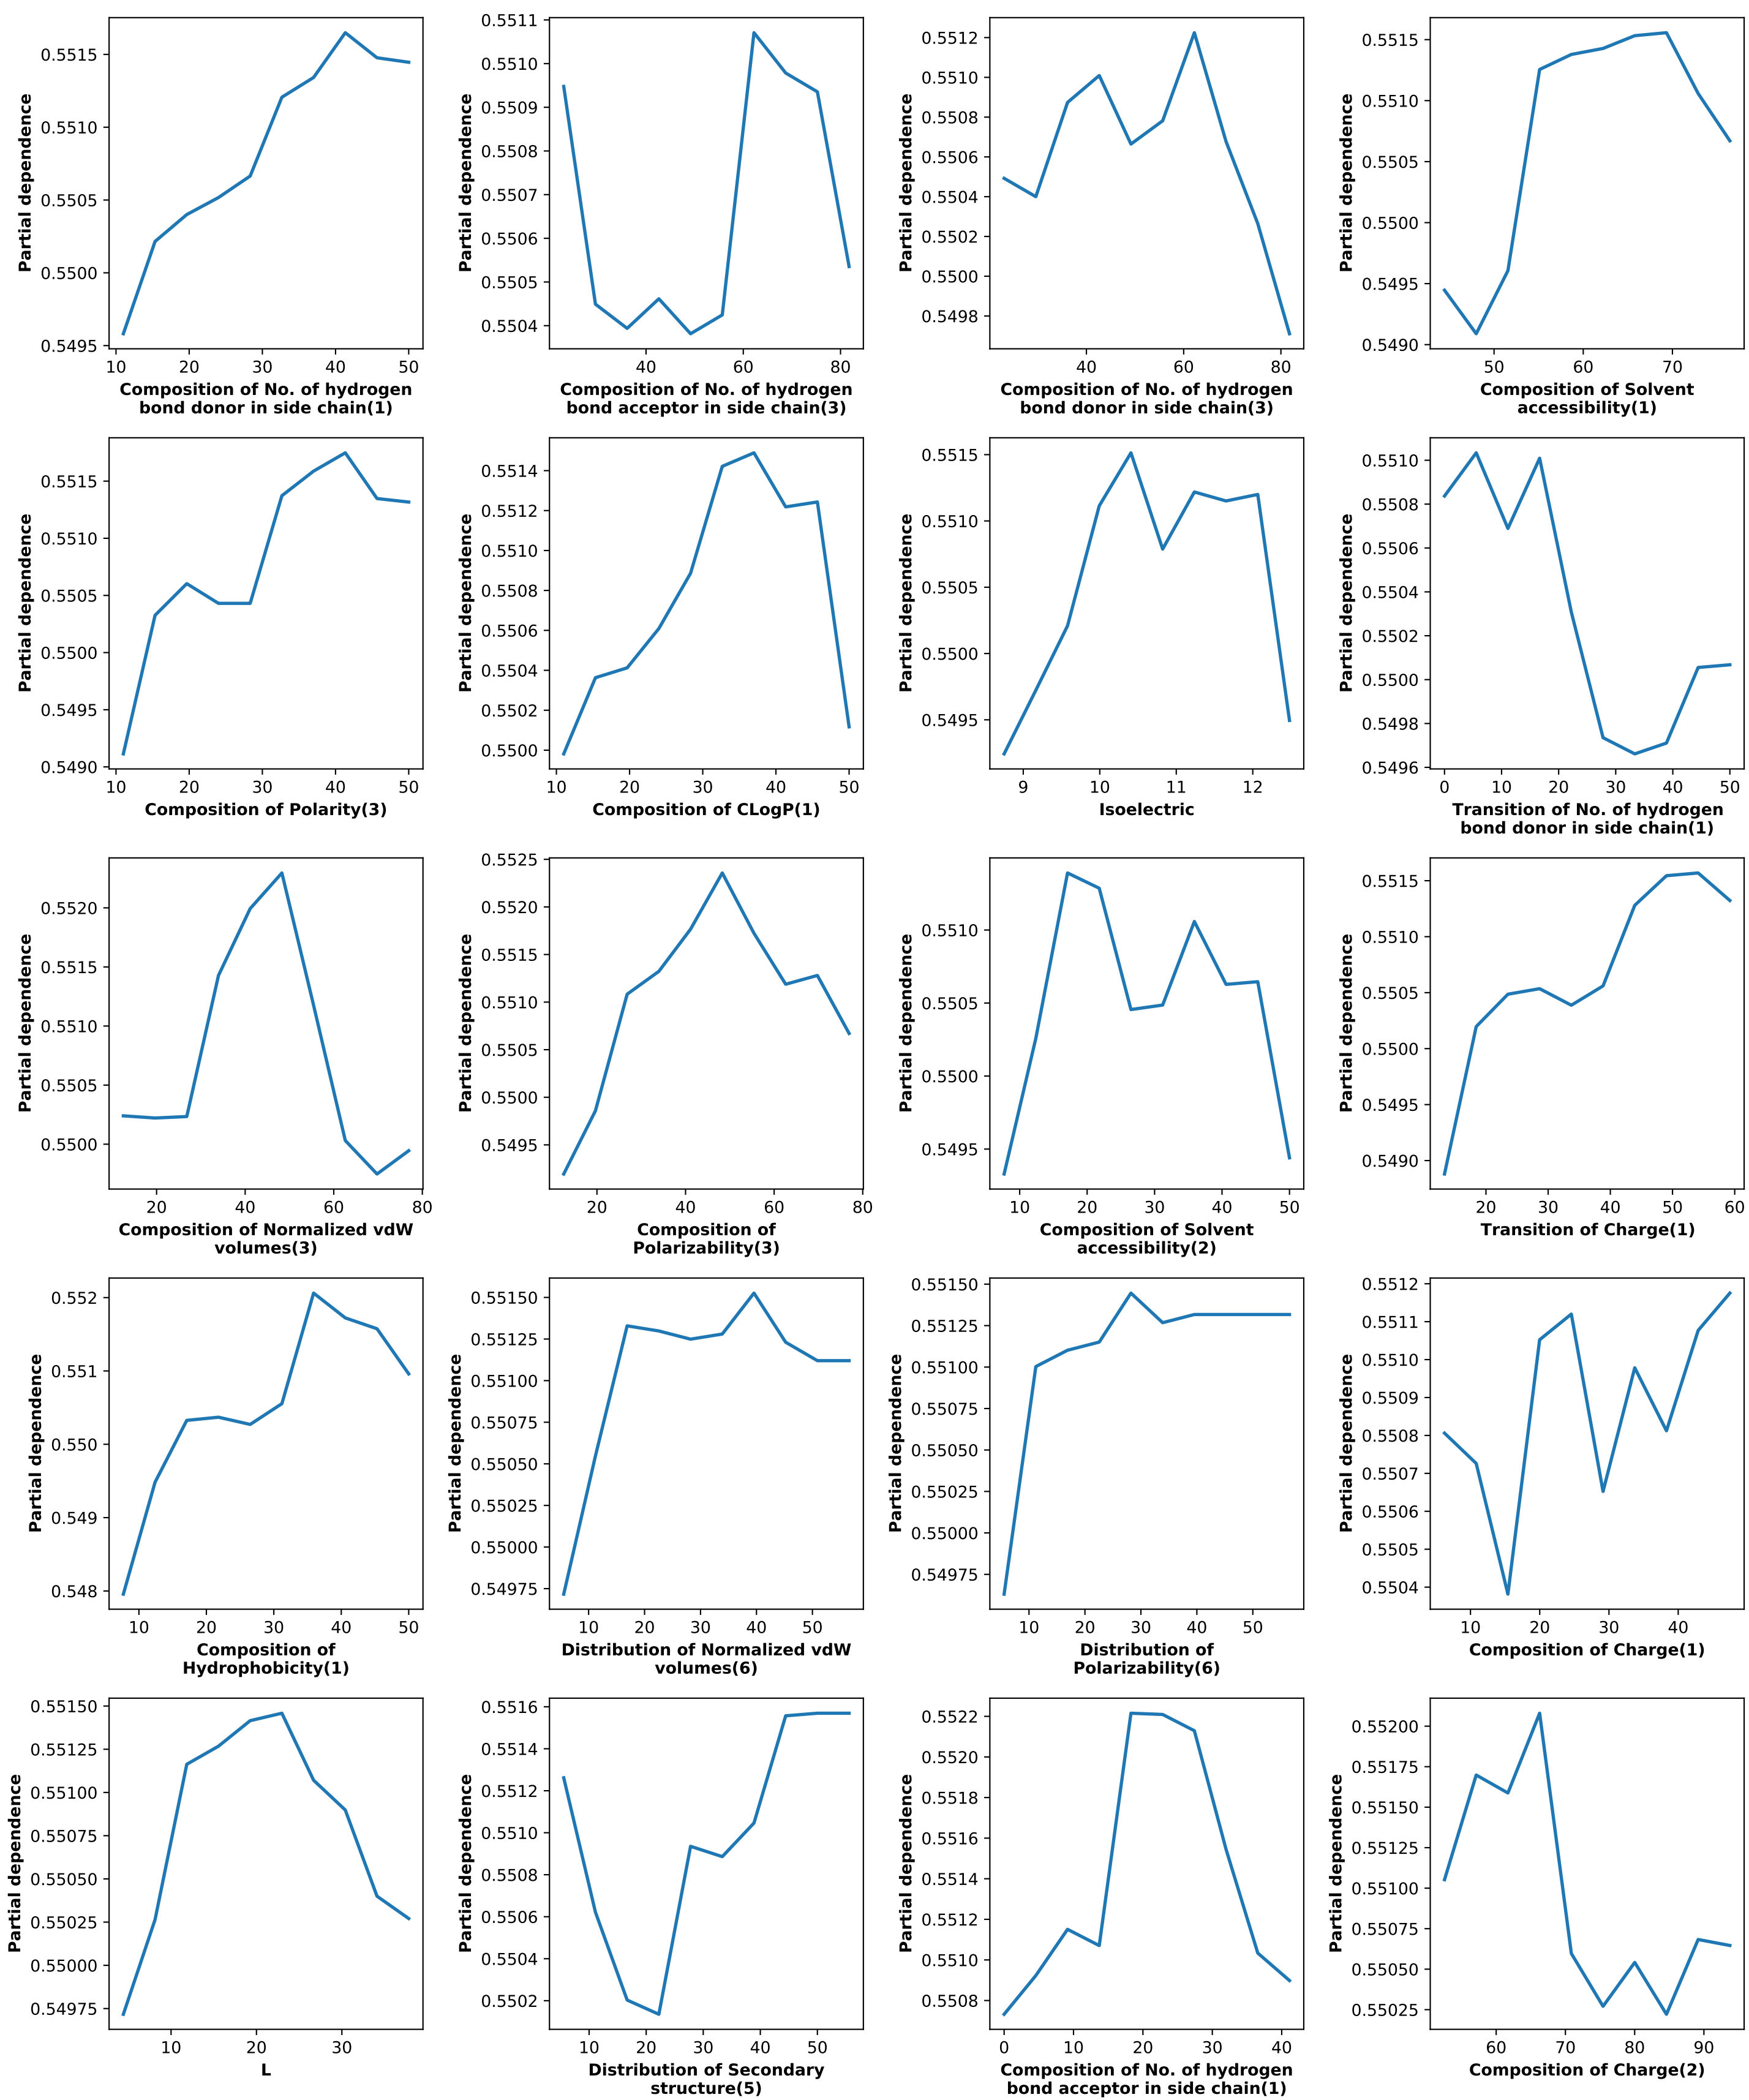 Partial dependence
0.5515
0.5510
0.5505
0.5500
0.5495
10 20 30 40 50
Composition of No. of hydrogen
bond donor in side chain(1)
Partial dependence
0.5511
0.5510
0.5509
0.5508
0.5507
0.5506
0.5505
0.5504
40 60 80
Composition of No. of hydrogen
bond acceptor in side chain(3)
Partial dependence
0.5512
0.5510
0.5508
0.5506
0.5504
0.5502
0.5500
0.5498
40 60 80
Composition of No. of hydrogen
bond donor in side chain(3)
Partial dependence
0.5515
0.5510
0.5505
0.5500
0.5495
0.5490
50 60 70
Composition of Solvent
accessibility(1)
Partial dependence
0.5515
0.5510
0.5505
0.5500
0.5495
0.5490
10 20 30 40 50
Composition of Polarity(3)
Partial dependence
0.5514
0.5512
0.5510
0.5508
0.5506
0.5504
0.5502
0.5500
10 20 30 40 50
Composition of CLogP(1)
Partial dependence
0.5515
0.5510
0.5505
0.5500
0.5495
9 10 11 12
Isoelectric
Partial dependence
0.5510
0.5508
0.5506
0.5504
0.5502
0.5500
0.5498
0.5496
0 10 20 30 40 50
Transition of No. of hydrogen
bond donor in side chain(1)
Partial dependence
0.5520
0.5515
0.5510
0.5505
0.5500
20 40 60 80
Composition of Normalized vdW
volumes(3)
Partial dependence
0.5525
0.5520
0.5515
0.5510
0.5505
0.5500
0.5495
20 40 60 80
Composition of
Polarizability(3)
Partial dependence
0.5510
0.5505
0.5500
0.5495
10 20 30 40 50
Composition of Solvent
accessibility(2)
Partial dependence
0.5515
0.5510
0.5505
0.5500
0.5495
0.5490
20 30 40 50 60
Transition of Charge(1)
Partial dependence
0.552
0.551
0.550
0.549
0.548
10 20 30 40 50
Composition of
Hydrophobicity(1)
Partial dependence
0.55150
0.55125
0.55100
0.55075
0.55050
0.55025
0.55000
0.54975
10 20 30 40 50
Distribution of Normalized vdW
volumes(6)
Partial dependence
0.55150
0.55125
0.55100
0.55075
0.55050
0.55025
0.55000
0.54975
10 20 30 40 50
Distribution of
Polarizability(6)
Partial dependence
0.5512
0.5511
0.5510
0.5509
0.5508
0.5507
0.5506
0.5505
0.5504
10 20 30 40
Composition of Charge(1)
Partial dependence
0.55150
0.55125
0.55100
0.55075
0.55050
0.55025
0.55000
0.54975
10 20 30
L
Partial dependence
0.5516
0.5514
0.5512
0.5510
0.5508
0.5506
0.5504
0.5502
10 20 30 40 50
Distribution of Secondary
structure(5)
Partial dependence
0.5522
0.5520
0.5518
0.5516
0.5514
0.5512
0.5510
0.5508
0 10 20 30 40
Composition of No. of hydrogen
bond acceptor in side chain(1)
Partial dependence
0.55200
0.55175
0.55150
0.55125
0.55100
0.55075
0.55050
0.55025
60 70 80 90
Composition of Charge(2)